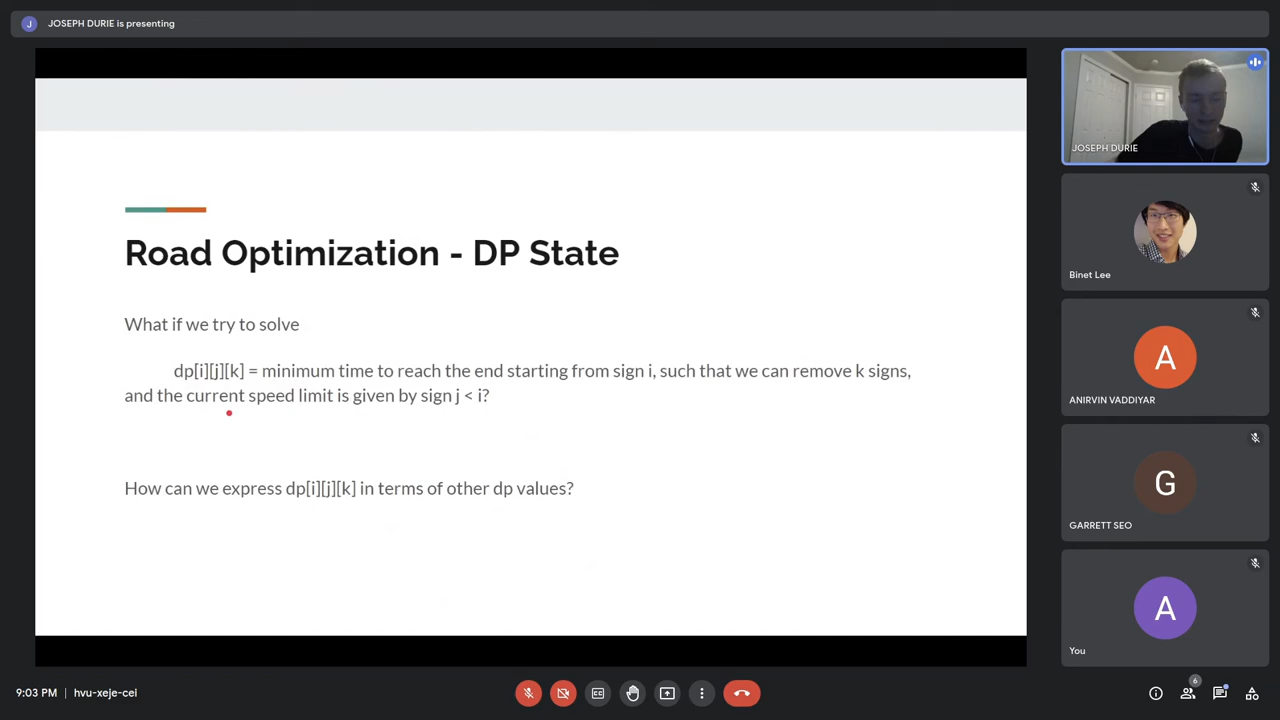 J JOSEPH DURIE is presenting
Road Optimization - DP State
What if we try to solve
dp[i][j][k] = minimum time to reach the end starting from sign i, such that we can remove k signs,
and the current speed limit is given by sign j < i?
How can we express dp[i][j][k] in terms of other dp values?
JOSEPH DURIE
Binet Lee
A
ANIRVIN VADDIYAR
G
GARRETT SEO
A
You
9:03 PM | hvu-xeje-cei
CC
6